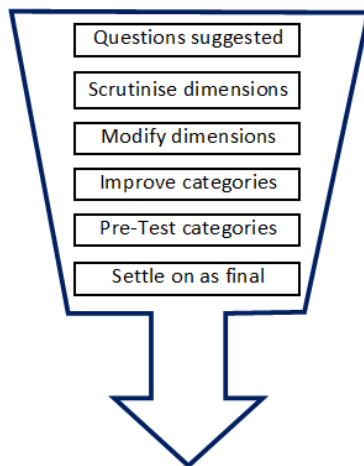 Questions suggested
Scrutinise dimensions
Modify dimensions
Improve categories
Pre-Test categories
Settle on as final